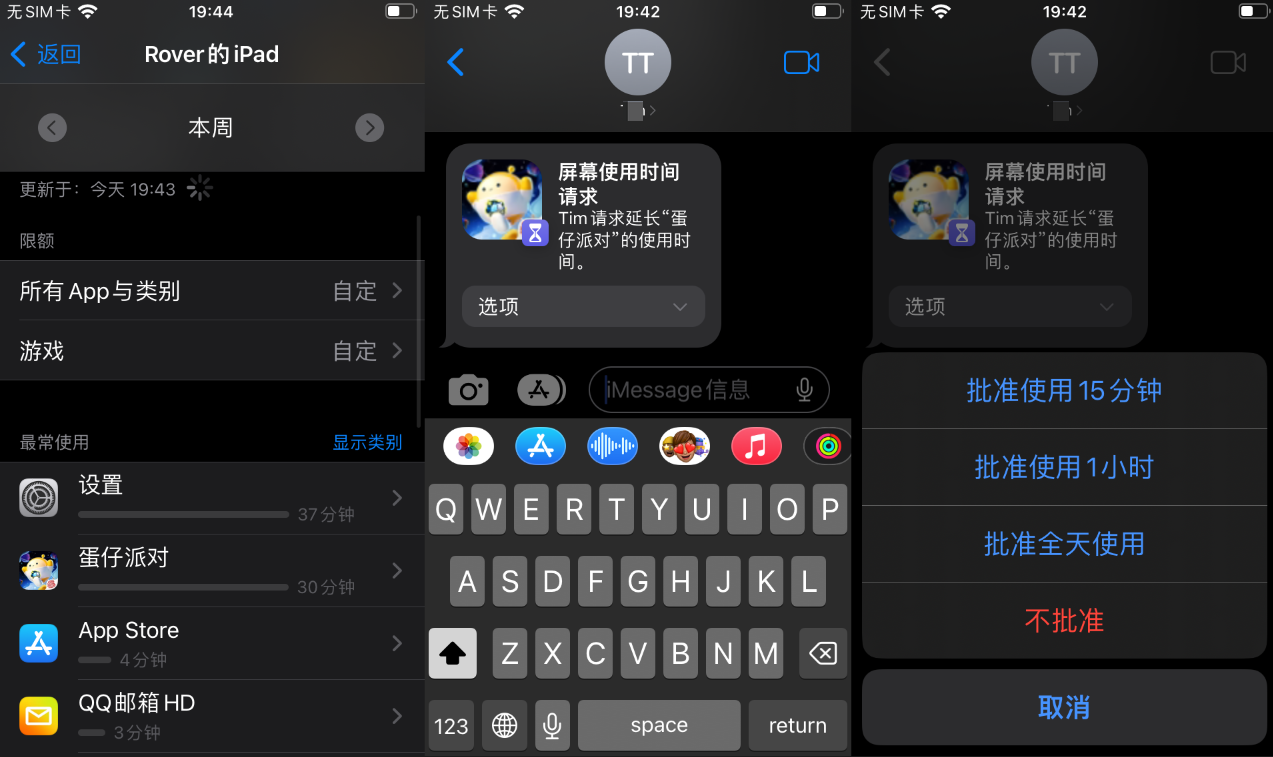 无SIM卡 19:44
返回 Rover的iPad
本周
更新于：今天 19:43
限额
所有App与类别 自定
游戏 自定
最常使用 显示类别
设置
37分钟
蛋仔派对
30分钟
App Store
4分钟
QQ邮箱HD
3分钟
无SIM卡 19:42
TT
屏幕使用时间
请求
Tim请求延长“蛋
仔派对”的使用时
间。
选项
iMessage信息
Q W E R T Y U I O P
A S D F G H J K L
Z X C V B N M
123 space return
无SIM卡 19:42
TT
屏幕使用时间
请求
Tim请求延长“蛋
仔派对”的使用时
间。
选项
批准使用15分钟
批准使用1小时
批准全天使用
不批准
取消